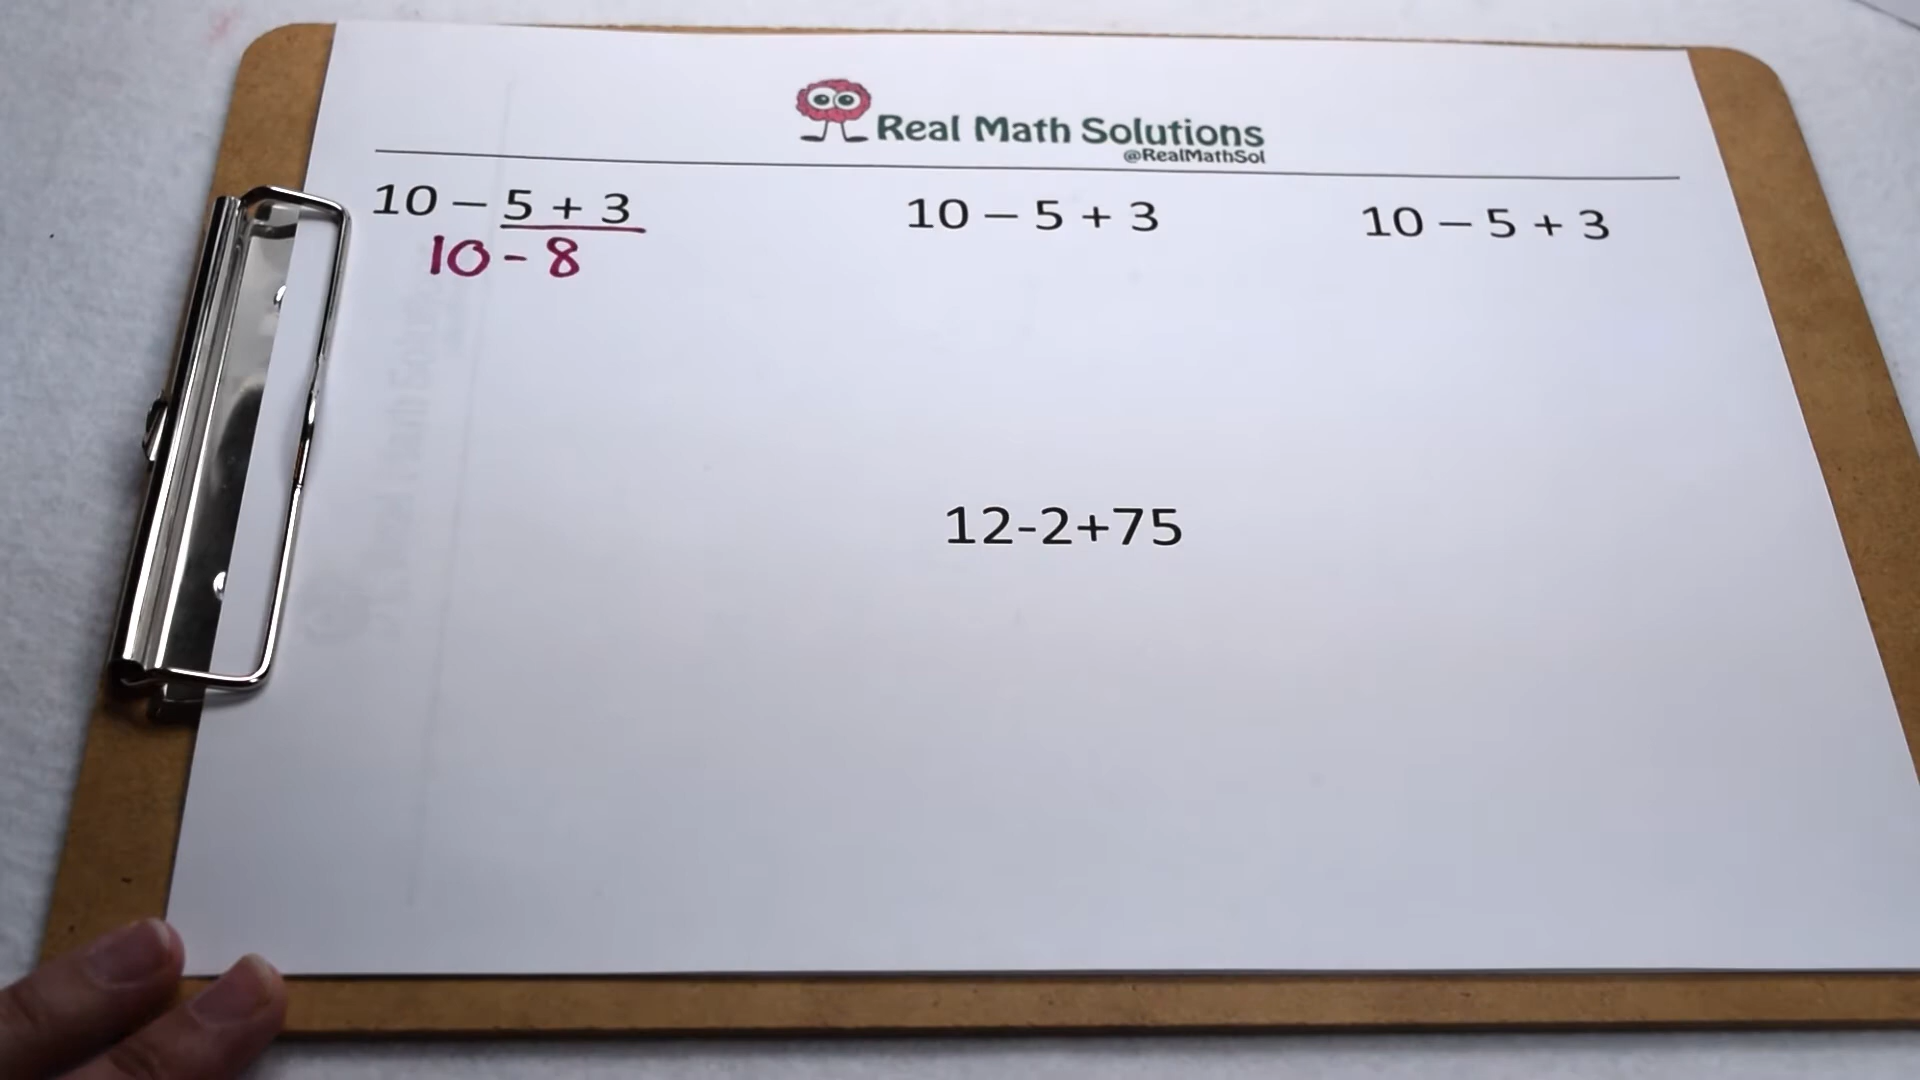 Real Math Solutions
@RealMathSol
10 – 5 + 3
10 - 8
10 – 5 + 3
10 – 5 + 3
12-2+75